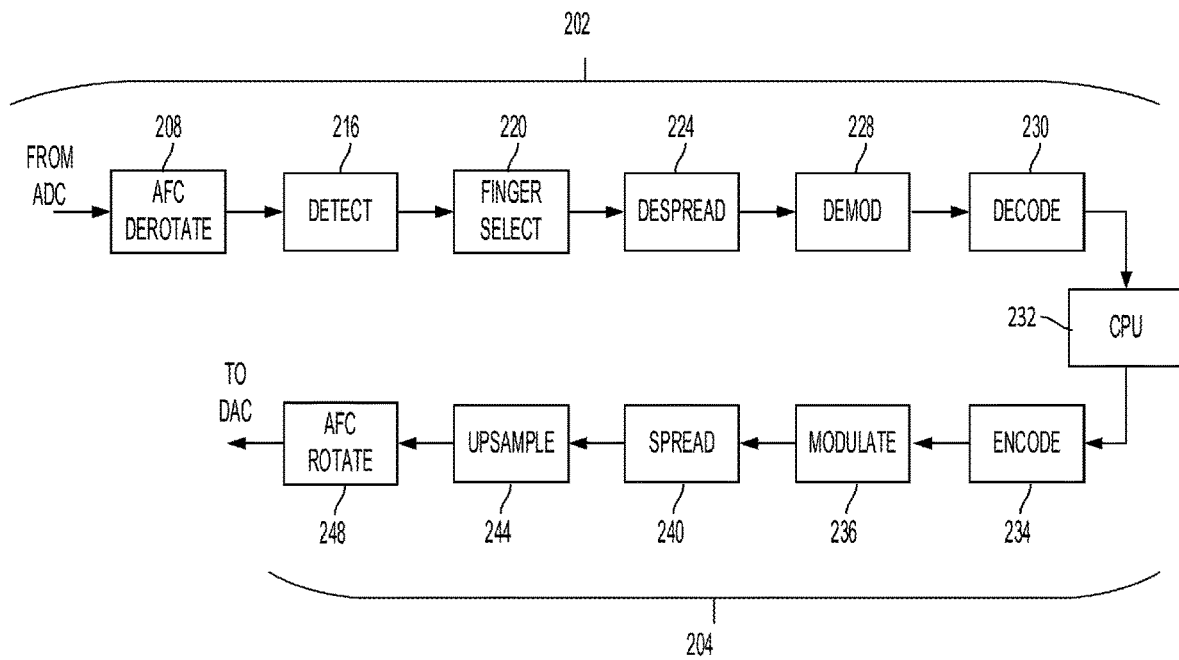 202
208
216
220
224
228
230
FROM
ADC
AFC
DEROTATE
DETECT
FINGER
SELECT
DESPREAD
DEMOD
DECODE
232
CPU
TO
DAC
AFC
ROTATE
UPSAMPLE
SPREAD
MODULATE
ENCODE
248
244
240
236
234
204